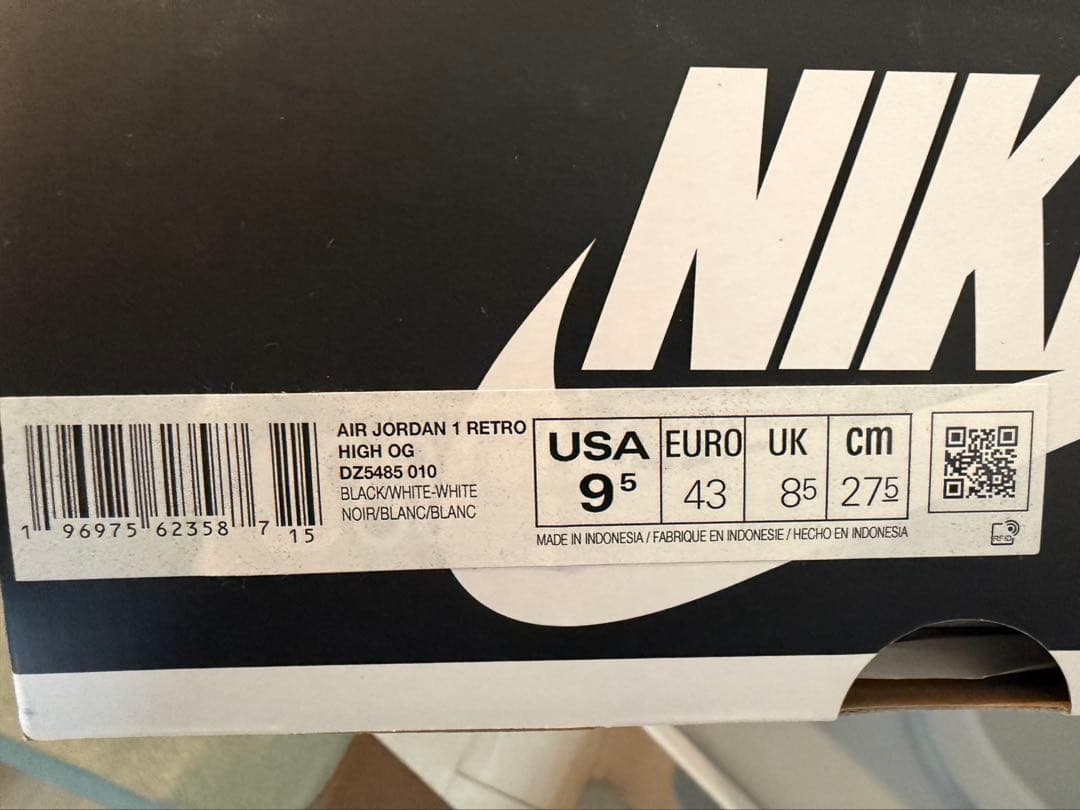 NIK
AIR JORDAN 1 RETRO
HIGH OG
DZ5485 010
BLACK/WHITE-WHITE
NOIR/BLANC/BLANC
1 96975 62358 7 15
USA EURO UK cm
9⁵ 43 8⁵ 27⁵
MADE IN INDONESIA / FABRIQUE EN INDONESIE / HECHO EN INDONESIA
RFID